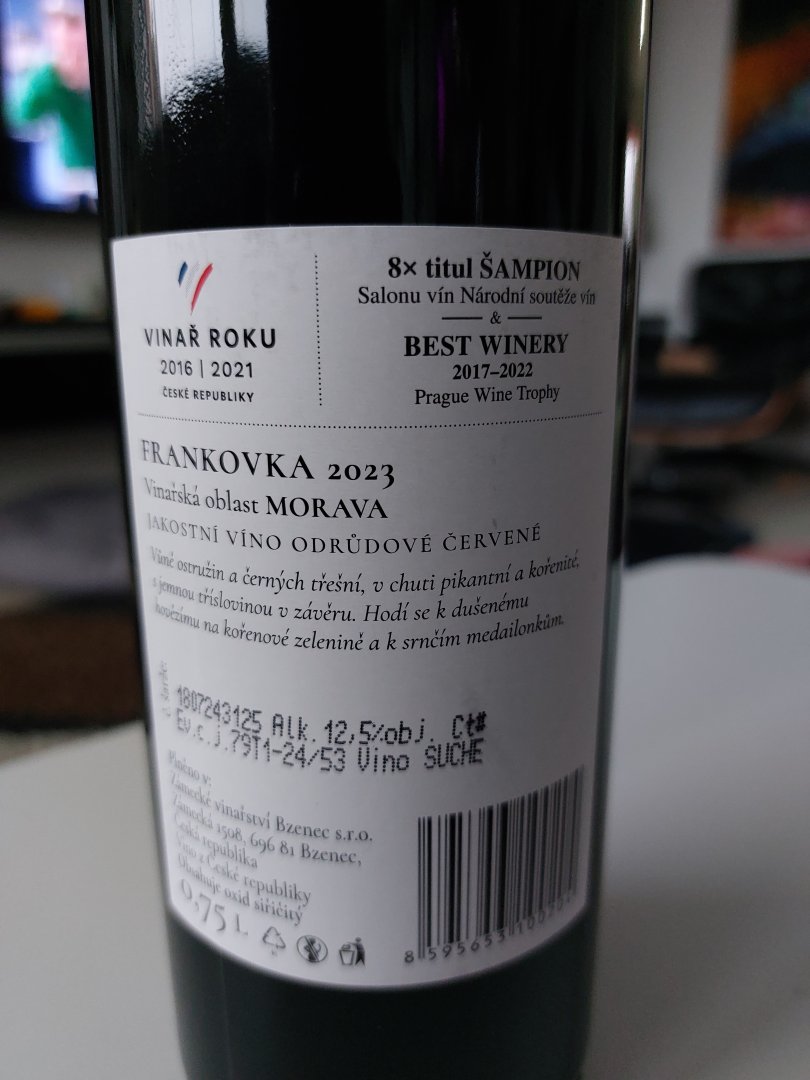 VINAŘ ROKU
2016 | 2021
ČESKÉ REPUBLIKY
8× titul ŠAMPION
Salonu vín Národní soutěže vín
&
BEST WINERY
2017–2022
Prague Wine Trophy
FRANKOVKA 2023
Vinařská oblast MORAVA
JAKOSTNÍ VÍNO ODRŮDOVÉ ČERVENÉ
Vůně ostružin a černých třešní, v chuti pikantní a kořenité,
s jemnou tříslovinou v závěru. Hodí se k dušenému
hovězímu na kořenové zelenině a k srnčím medailonkům.
1807243125 Alk. 12,5%obj. Ct#
Ev.č.j.79T1-24/53 Víno SUCHÉ
Plněno v:
Zámecké vinařství Bzenec s.r.o.
Zámecká 1508, 696 81 Bzenec,
Česká republika
Víno z České republiky
Obsahuje oxid siřičitý
0,75 L